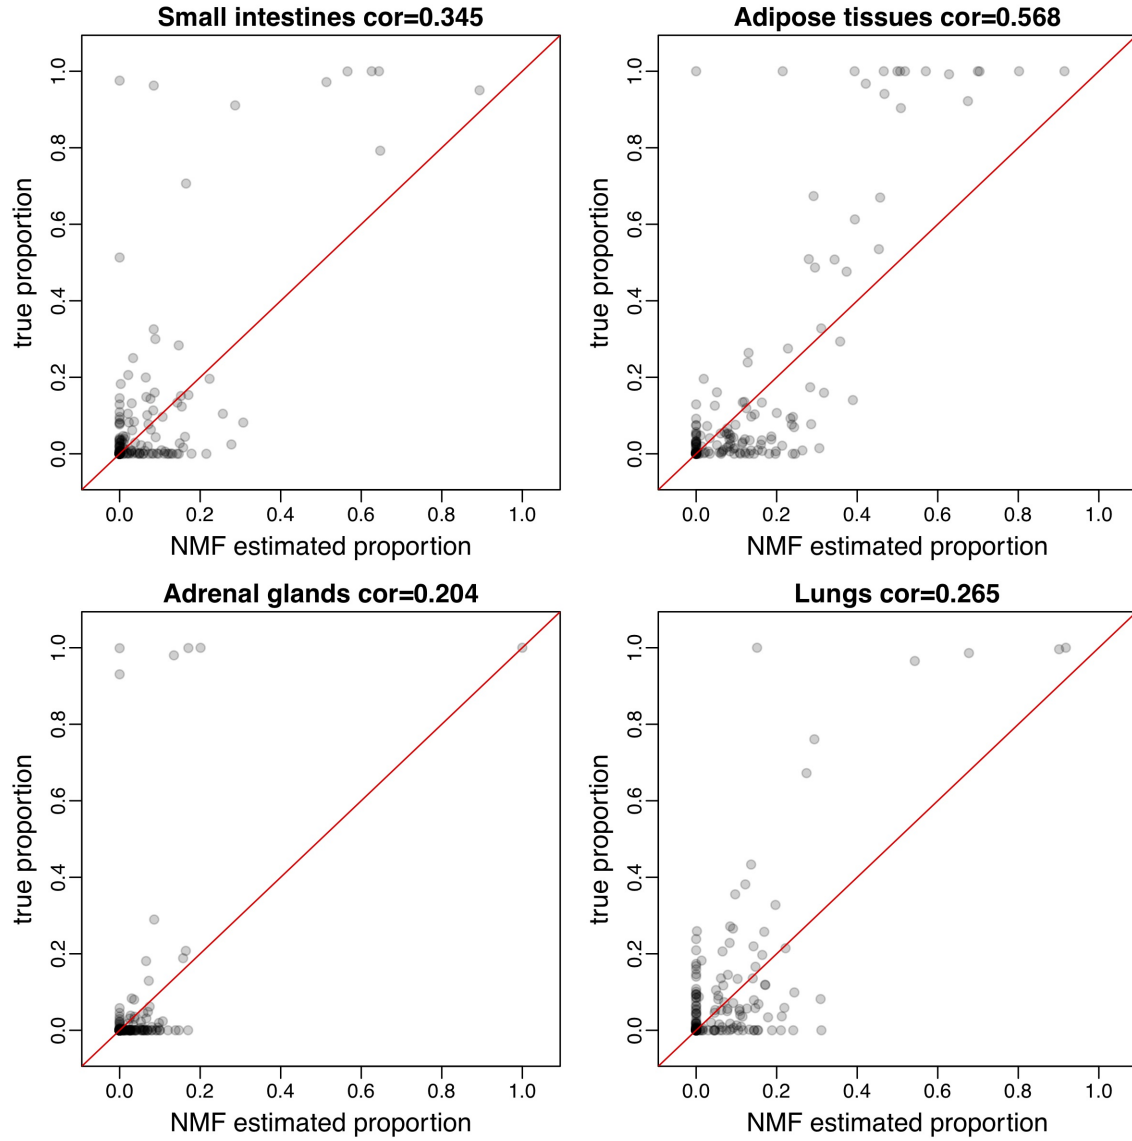 Small intestines cor=0.345
true proportion
0.0 0.2 0.4 0.6 0.8 1.0
0.0 0.2 0.4 0.6 0.8 1.0
NMF estimated proportion
Adipose tissues cor=0.568
true proportion
0.0 0.2 0.4 0.6 0.8 1.0
0.0 0.2 0.4 0.6 0.8 1.0
NMF estimated proportion
Adrenal glands cor=0.204
true proportion
0.0 0.2 0.4 0.6 0.8 1.0
0.0 0.2 0.4 0.6 0.8 1.0
NMF estimated proportion
Lungs cor=0.265
true proportion
0.0 0.2 0.4 0.6 0.8 1.0
0.0 0.2 0.4 0.6 0.8 1.0
NMF estimated proportion